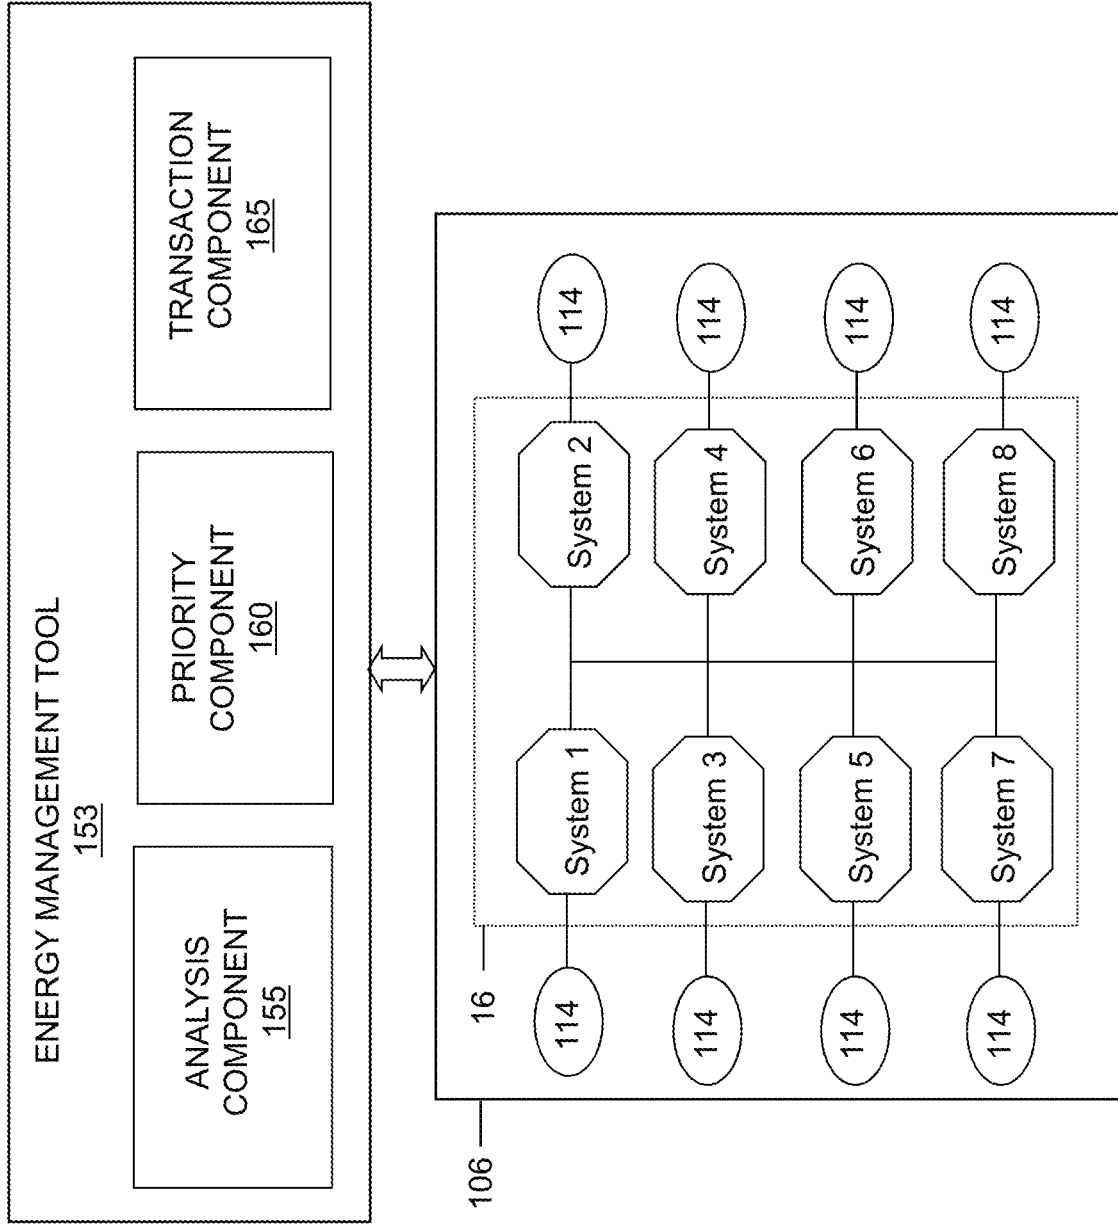 ENERGY MANAGEMENT TOOL
153
ANALYSIS
COMPONENT
155
PRIORITY
COMPONENT
160
TRANSACTION
COMPONENT
165
106
16
114
System 1
System 2
114
114
System 3
System 4
114
114
System 5
System 6
114
114
System 7
System 8
114